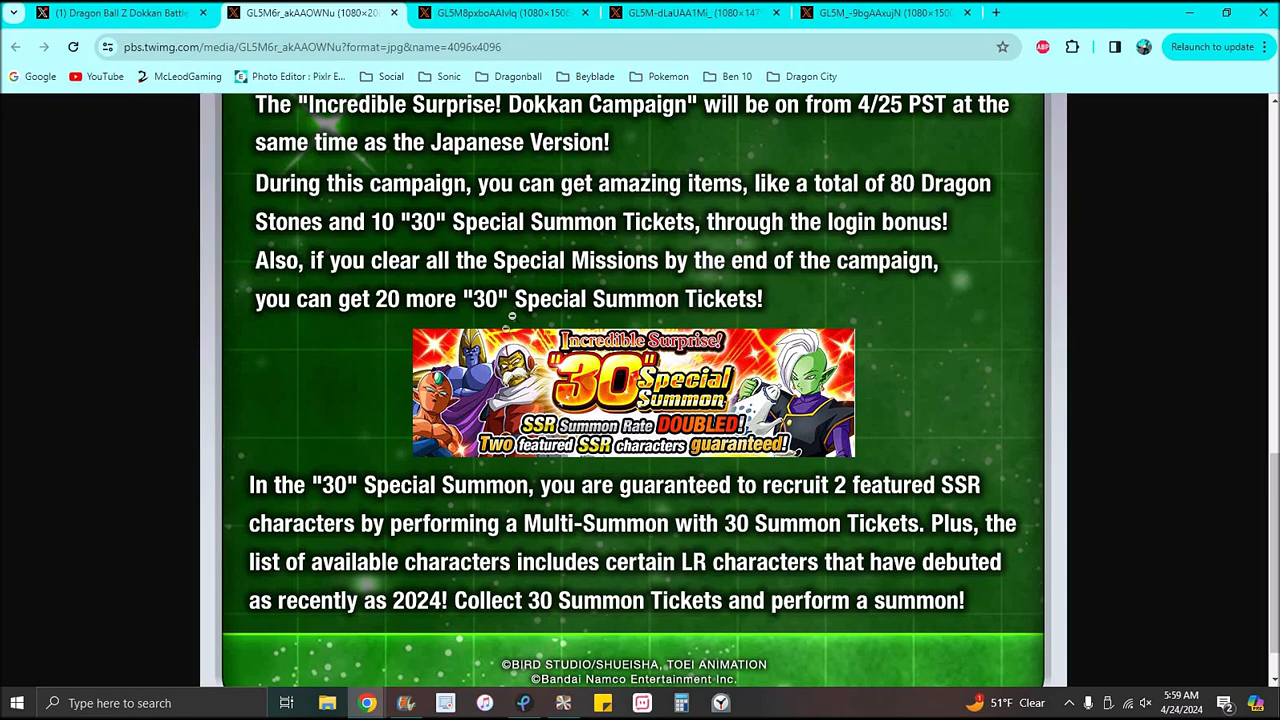 (1) Dragon Ball Z Dokkan Battle
GL5M6r_akAAOWNu (1080×20
GL5M8pxboAAIvlq (1080×1506
GL5M-dLaUAA1Mi_ (1080×147
GL5M_-9bgAAxujN (1080×1500
pbs.twimg.com/media/GL5M6r_akAAOWNu?format=jpg&name=4096x4096
ABP
Relaunch to update
Google
YouTube
McLeodGaming
Photo Editor : Pixlr E...
Social
Sonic
Dragonball
Beyblade
Pokemon
Ben 10
Dragon City
The "Incredible Surprise! Dokkan Campaign" will be on from 4/25 PST at the
same time as the Japanese Version!
During this campaign, you can get amazing items, like a total of 80 Dragon
Stones and 10 "30" Special Summon Tickets, through the login bonus!
Also, if you clear all the Special Missions by the end of the campaign,
you can get 20 more "30" Special Summon Tickets!
Incredible Surprise!
"30" Special
Summon
SSR Summon Rate DOUBLED!
Two featured SSR characters guaranteed!
In the "30" Special Summon, you are guaranteed to recruit 2 featured SSR
characters by performing a Multi-Summon with 30 Summon Tickets. Plus, the
list of available characters includes certain LR characters that have debuted
as recently as 2024! Collect 30 Summon Tickets and perform a summon!
©BIRD STUDIO/SHUEISHA, TOEI ANIMATION
©Bandai Namco Entertainment Inc.
Type here to search
51°F Clear
5:59 AM
4/24/2024
2